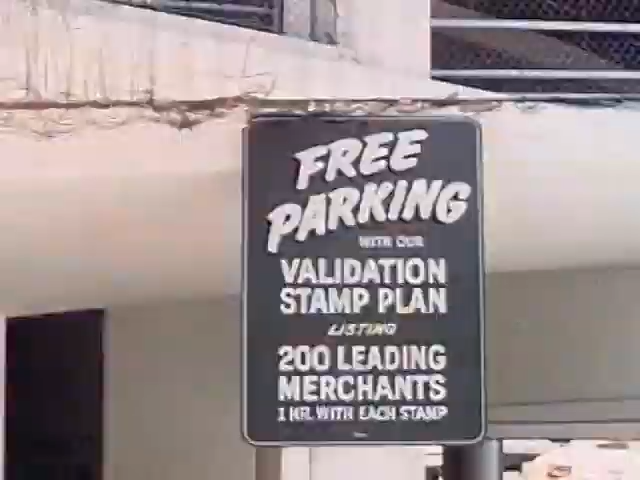 FREE
PARKING
WITH OUR
VALIDATION
STAMP PLAN
LISTING
200 LEADING
MERCHANTS
1 HR. WITH EACH STAMP